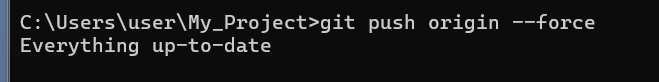 C:\Users\user\My_Project>git push origin --force
Everything up-to-date